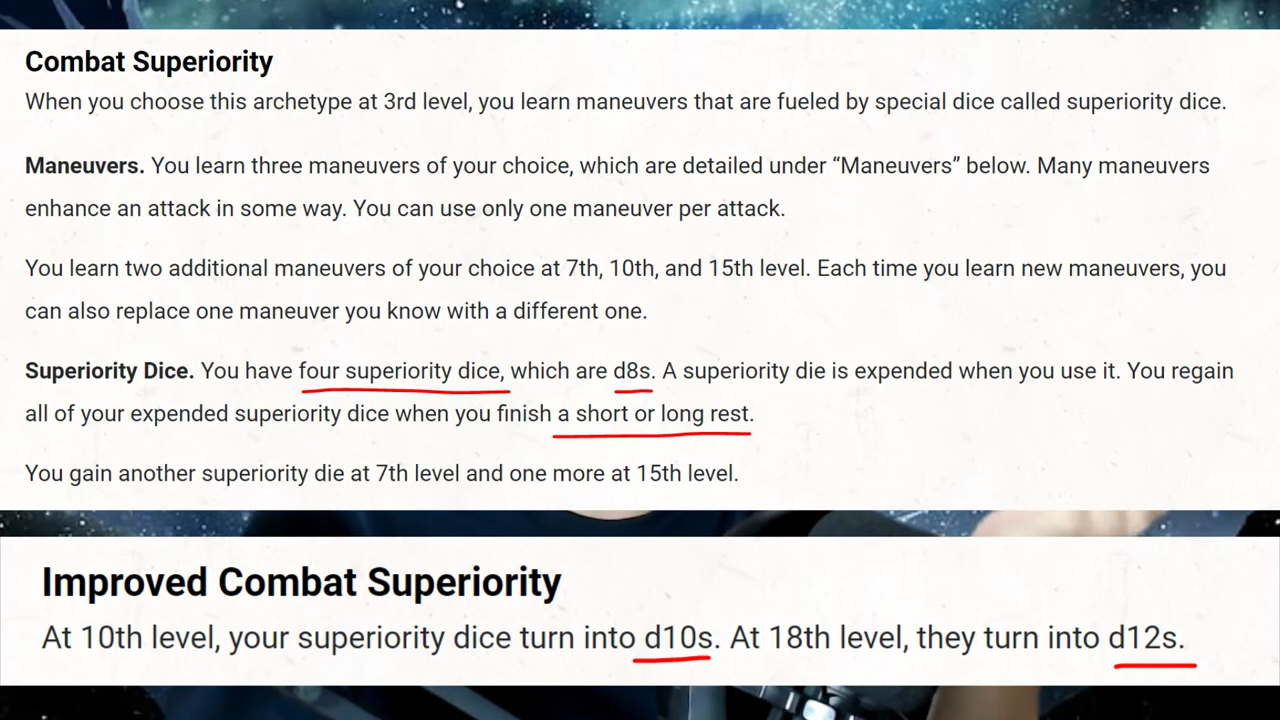 Combat Superiority
When you choose this archetype at 3rd level, you learn maneuvers that are fueled by special dice called superiority dice.
Maneuvers. You learn three maneuvers of your choice, which are detailed under “Maneuvers” below. Many maneuvers
enhance an attack in some way. You can use only one maneuver per attack.
You learn two additional maneuvers of your choice at 7th, 10th, and 15th level. Each time you learn new maneuvers, you
can also replace one maneuver you know with a different one.
Superiority Dice. You have four superiority dice, which are d8s. A superiority die is expended when you use it. You regain
all of your expended superiority dice when you finish a short or long rest.
You gain another superiority die at 7th level and one more at 15th level.
Improved Combat Superiority
At 10th level, your superiority dice turn into d10s. At 18th level, they turn into d12s.